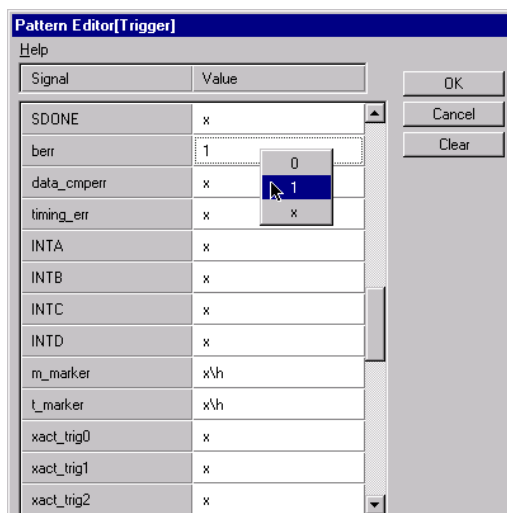 Pattern Editor[Trigger]
Help
Signal Value
OK
SDONE x
Cancel
berr 1
Clear
0
data_cmperr x
1
timing_err x
x
INTA x
INTB x
INTC x
INTD x
m_marker x\h
t_marker x\h
xact_trig0 x
xact_trig1 x
xact_trig2 x